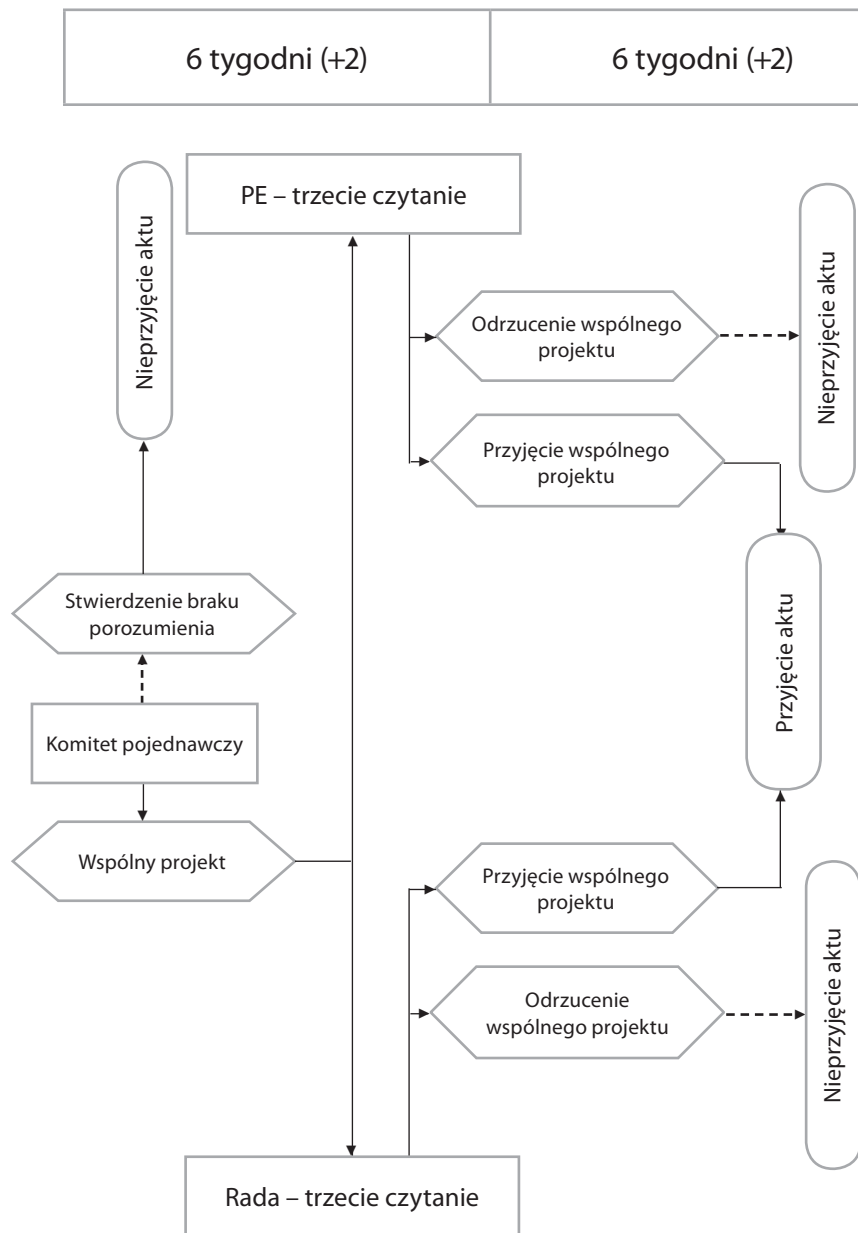 6 tygodni (+2)
6 tygodni (+2)
PE – trzecie czytanie
Nieprzyjęcie aktu
Odrzucenie wspólnego
projektu
Nieprzyjęcie aktu
Przyjęcie wspólnego
projektu
Stwierdzenie braku
porozumienia
Przyjęcie aktu
Komitet pojednawczy
Wspólny projekt
Przyjęcie wspólnego
projektu
Odrzucenie
wspólnego projektu
Nieprzyjęcie aktu
Rada – trzecie czytanie